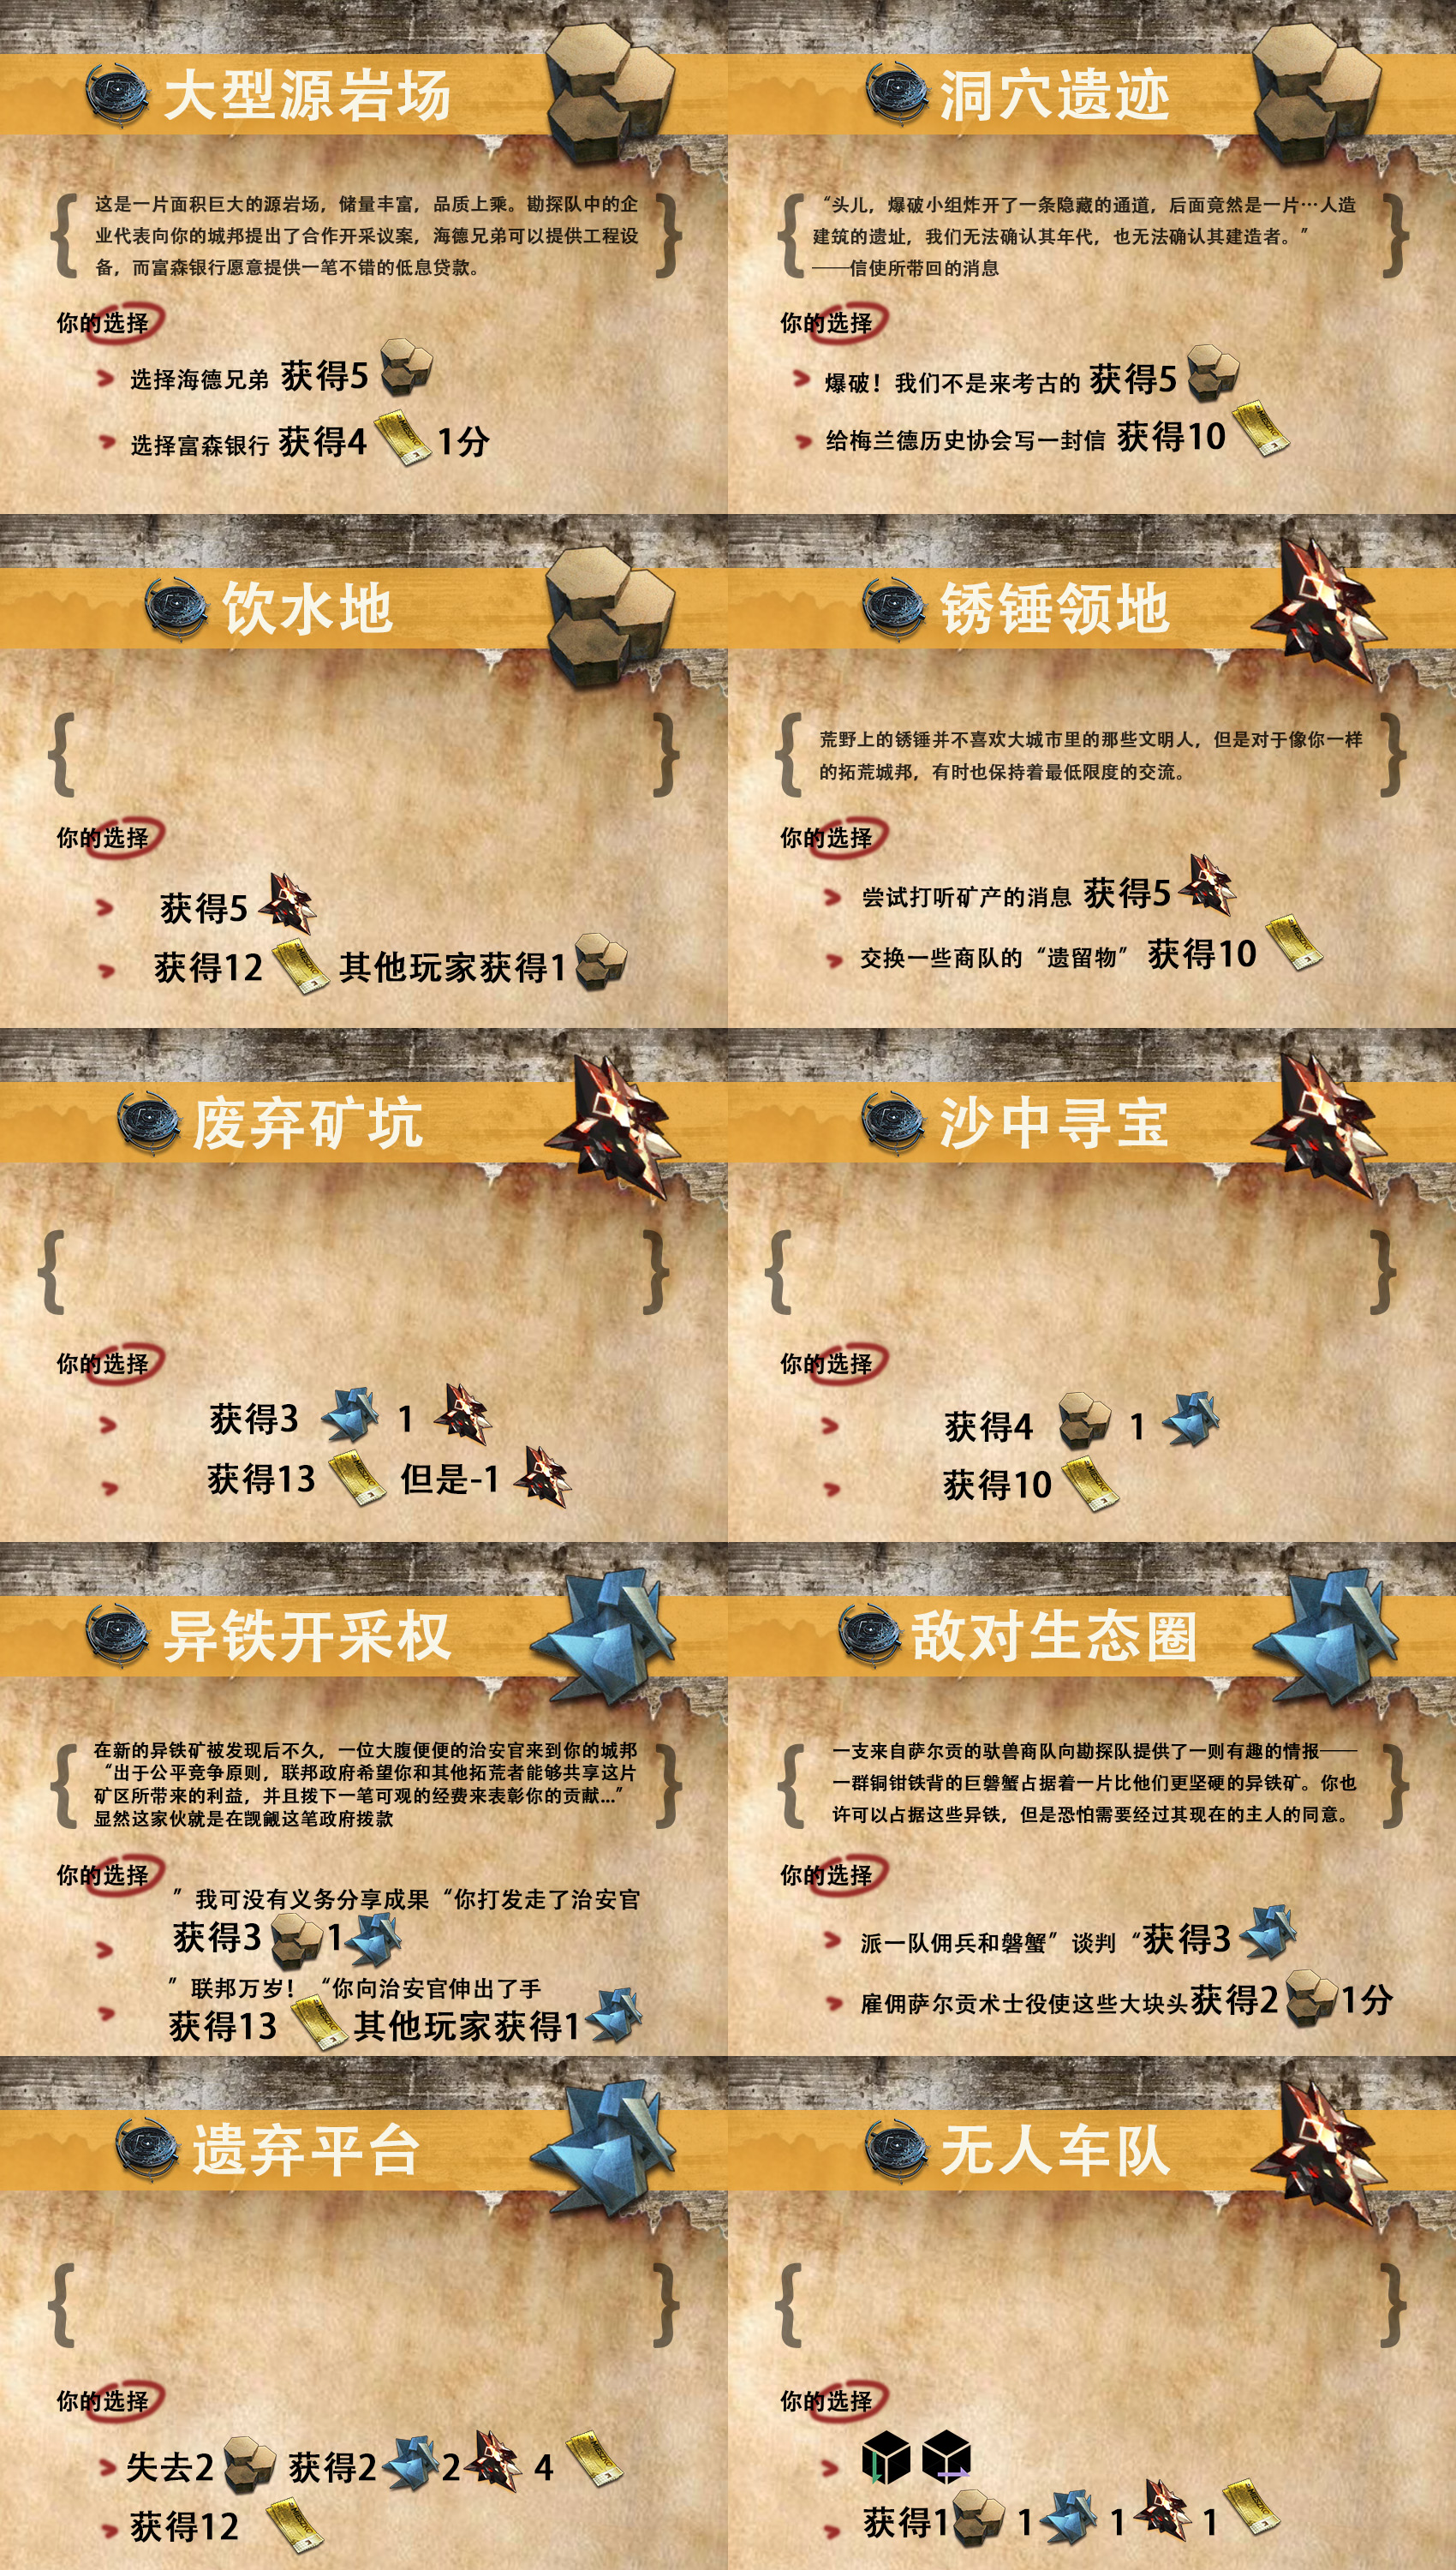 大型源岩场
这是一片面积巨大的源岩场，储量丰富，品质上乘。勘探队中的企
业代表向你的城邦提出了合作开采议案，海德兄弟可以提供工程设
备，而富森银行愿意提供一笔不错的低息贷款。
你的选择
选择海德兄弟 获得5
选择富森银行 获得4 1分
洞穴遗迹
“头儿，爆破小组炸开了一条隐藏的通道，后面竟然是一片…人造
建筑的遗址，我们无法确认其年代，也无法确认其建造者。”
——信使所带回的消息
你的选择
爆破！我们不是来考古的 获得5
给梅兰德历史协会写一封信 获得10
饮水地
你的选择
获得5
获得12 其他玩家获得1
锈锤领地
荒野上的锈锤并不喜欢大城市里的那些文明人，但是对于像你一样
的拓荒城邦，有时也保持着最低限度的交流。
你的选择
尝试打听矿产的消息 获得5
交换一些商队的“遗留物” 获得10
废弃矿坑
你的选择
获得3 1
获得13 但是-1
沙中寻宝
你的选择
获得4 1
获得10
异铁开采权
在新的异铁矿被发现后不久，一位大腹便便的治安官来到你的城邦
“出于公平竞争原则，联邦政府希望你和其他拓荒者能够共享这片
矿区所带来的利益，并且拨下一笔可观的经费来表彰你的贡献...”
显然这家伙就是在觊觎这笔政府拨款
你的选择
”我可没有义务分享成果“你打发走了治安官
获得3 1
”联邦万岁！“你向治安官伸出了手
获得13 其他玩家获得1
敌对生态圈
一支来自萨尔贡的驮兽商队向勘探队提供了一则有趣的情报——
一群铜钳铁背的巨磐蟹占据着一片比他们更坚硬的异铁矿。你也
许可以占据这些异铁，但是恐怕需要经过其现在的主人的同意。
你的选择
派一队佣兵和磐蟹”谈判“获得3
雇佣萨尔贡术士役使这些大块头获得2 1分
遗弃平台
你的选择
失去2 获得2 2 4
获得12
无人车队
你的选择
获得1 1 1 1